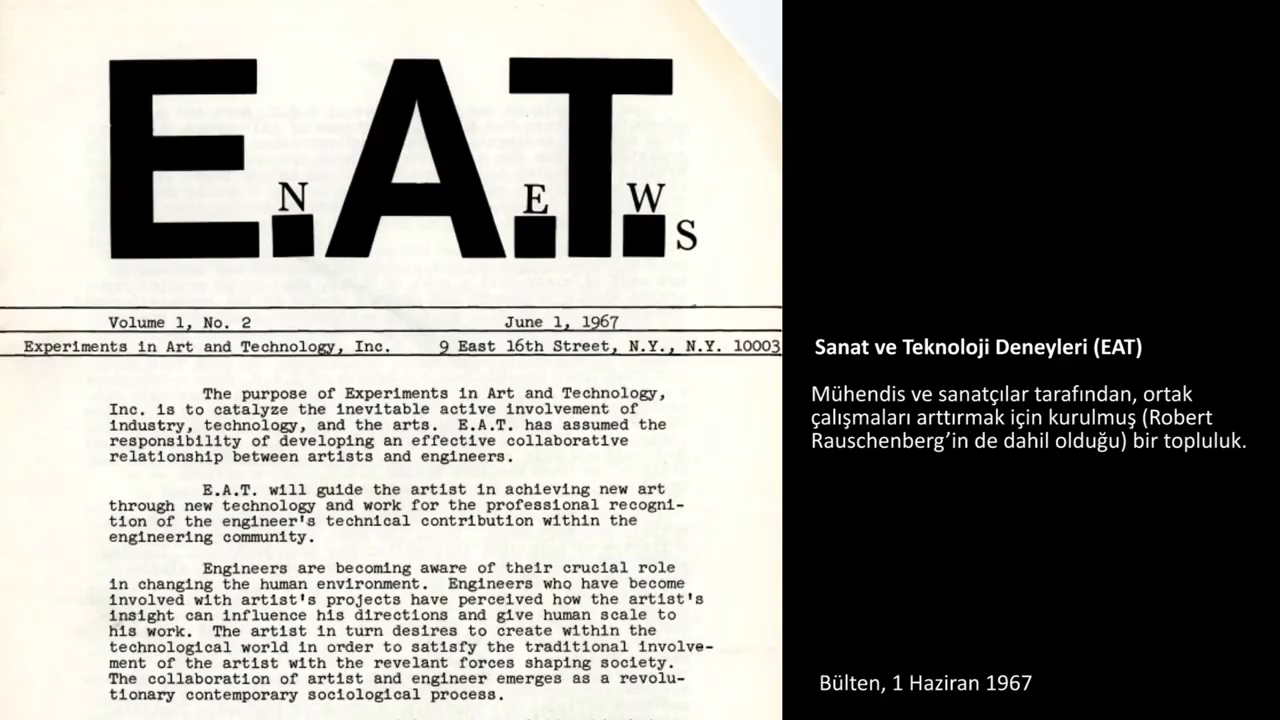 E.A.T.
N E W S
Volume 1, No. 2 June 1, 1967
Experiments in Art and Technology, Inc. 9 East 16th Street, N.Y., N.Y. 10003
The purpose of Experiments in Art and Technology,
Inc. is to catalyze the inevitable active involvement of
industry, technology, and the arts. E.A.T. has assumed the
responsibility of developing an effective collaborative
relationship between artists and engineers.
E.A.T. will guide the artist in achieving new art
through new technology and work for the professional recogni-
tion of the engineer's technical contribution within the
engineering community.
Engineers are becoming aware of their crucial role
in changing the human environment. Engineers who have become
involved with artist's projects have perceived how the artist's
insight can influence his directions and give human scale to
his work. The artist in turn desires to create within the
technological world in order to satisfy the traditional involve-
ment of the artist with the revelant forces shaping society.
The collaboration of artist and engineer emerges as a revolu-
tionary contemporary sociological process.
Sanat ve Teknoloji Deneyleri (EAT)
Mühendis ve sanatçılar tarafından, ortak
çalışmaları arttırmak için kurulmuş (Robert
Rauschenberg'in de dahil olduğu) bir topluluk.
Bülten, 1 Haziran 1967